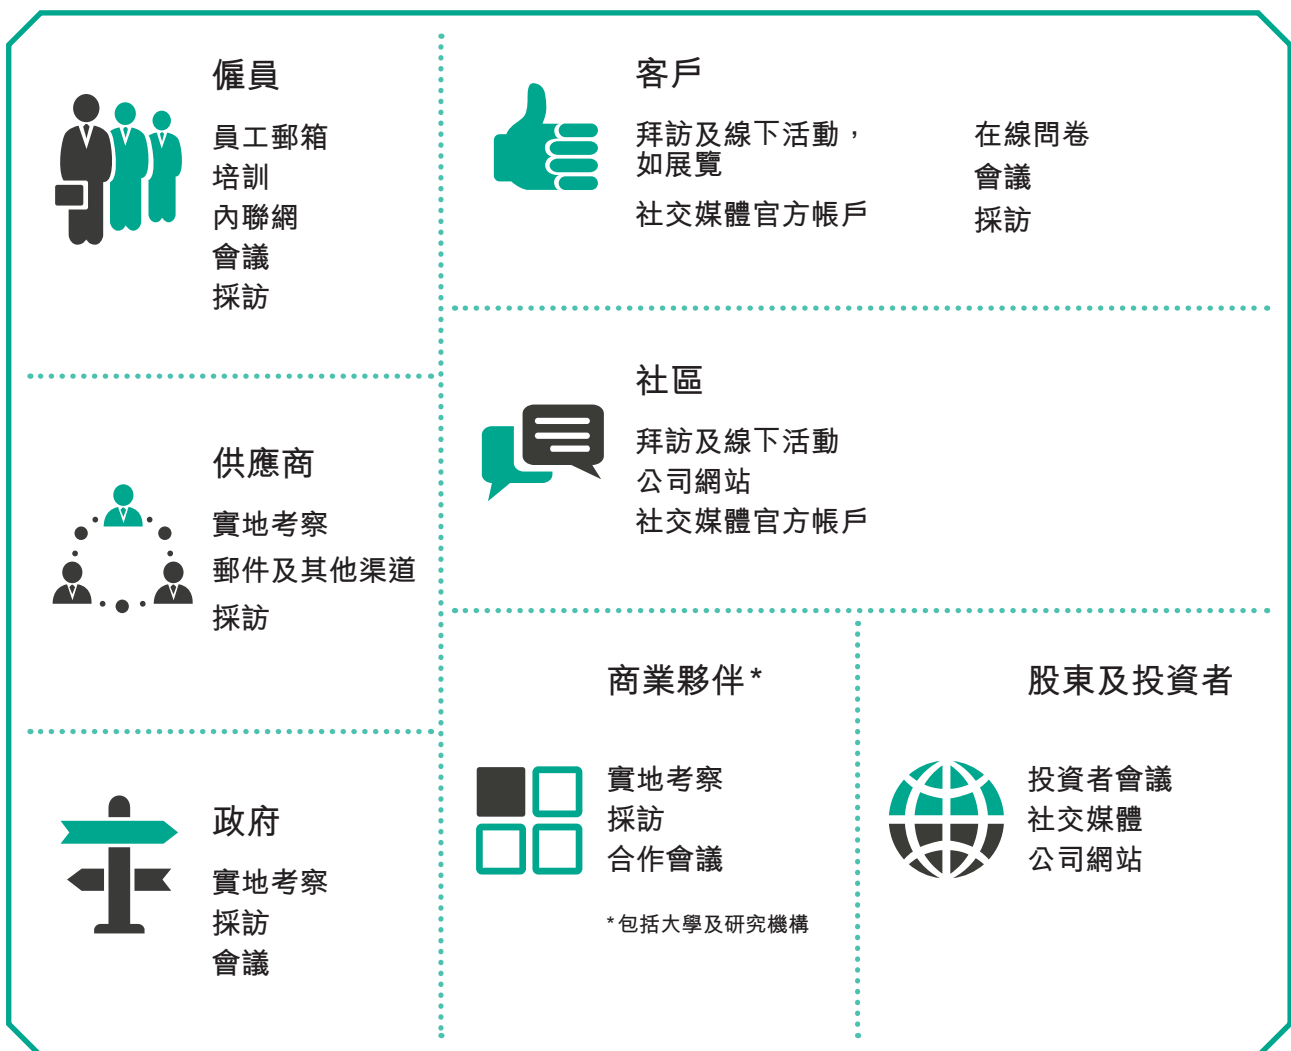 僱員
員工郵箱
培訓
內聯網
會議
採訪
供應商
實地考察
郵件及其他渠道
採訪
政府
實地考察
採訪
會議
客戶
拜訪及線下活動，
如展覽
社交媒體官方帳戶
在線問卷
會議
採訪
社區
拜訪及線下活動
公司網站
社交媒體官方帳戶
商業夥伴*
實地考察
採訪
合作會議
*包括大學及研究機構
股東及投資者
投資者會議
社交媒體
公司網站